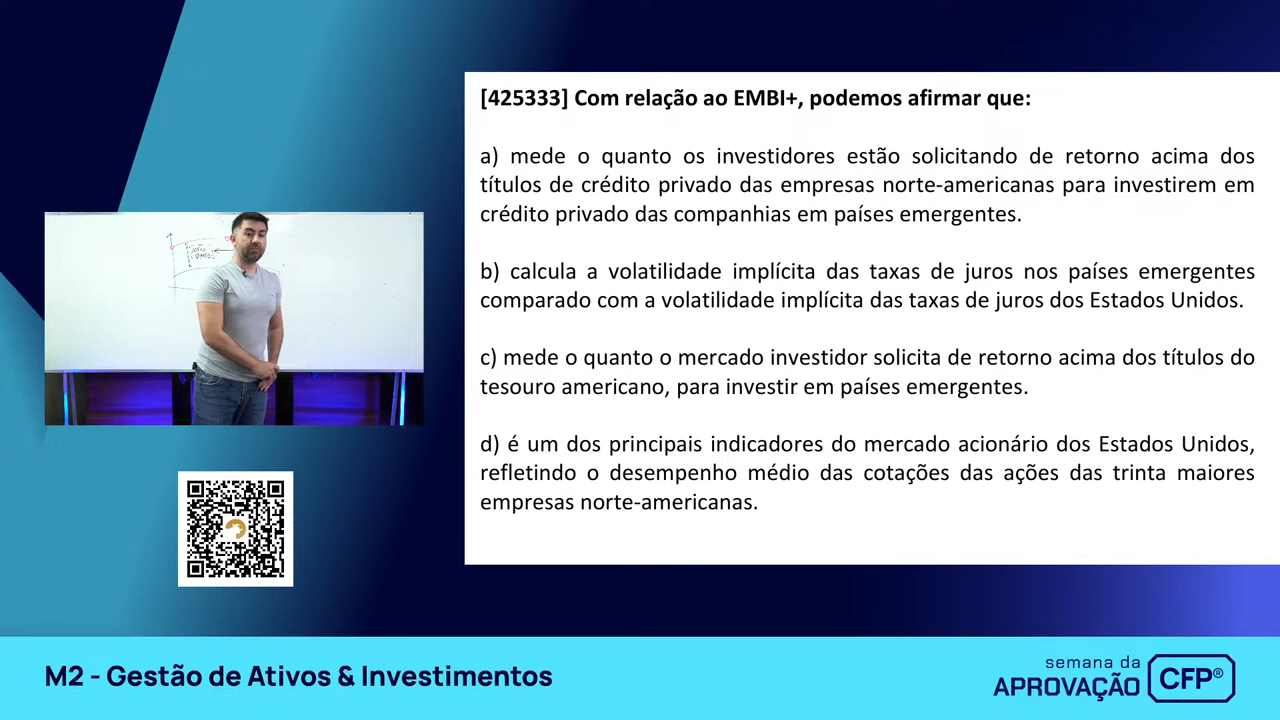 [425333] Com relação ao EMBI+, podemos afirmar que:
a) mede o quanto os investidores estão solicitando de retorno acima dos
títulos de crédito privado das empresas norte-americanas para investirem em
crédito privado das companhias em países emergentes.
b) calcula a volatilidade implícita das taxas de juros nos países emergentes
comparado com a volatilidade implícita das taxas de juros dos Estados Unidos.
c) mede o quanto o mercado investidor solicita de retorno acima dos títulos do
tesouro americano, para investir em países emergentes.
d) é um dos principais indicadores do mercado acionário dos Estados Unidos,
refletindo o desempenho médio das cotações das ações das trinta maiores
empresas norte-americanas.
M2 - Gestão de Ativos & Investimentos
semana da
APROVAÇÃO CFP®